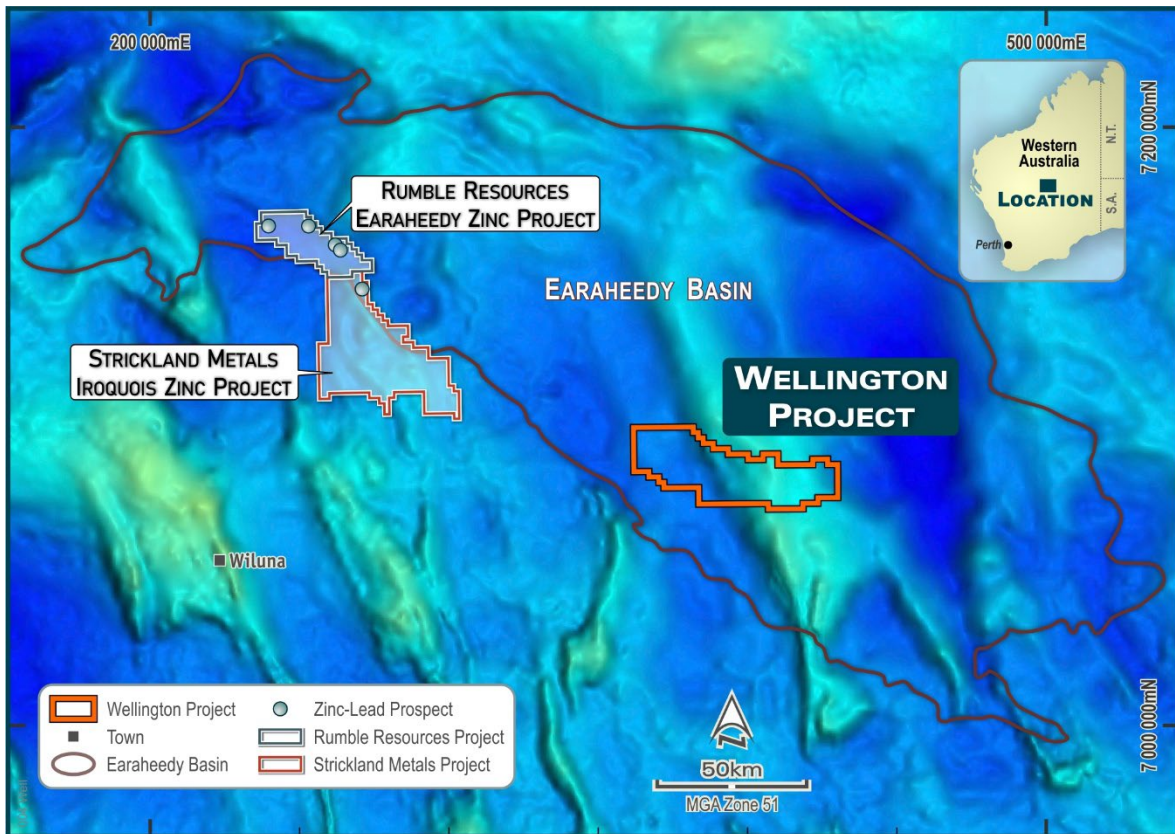 200 000mE
500 000mE
7 200 000mN
Western
Australia
N.T.
LOCATION
S.A.
Perth
RUMBLE RESOURCES
EARAHEEDY ZINC PROJECT
EARAHEEDY BASIN
STRICKLAND METALS
IROQUOIS ZINC PROJECT
WELLINGTON
PROJECT
Wiluna
Wellington Project
Zinc-Lead Prospect
Town
Rumble Resources Project
Earaheedy Basin
Strickland Metals Project
50km
MGA Zone 51
7 000 000mN